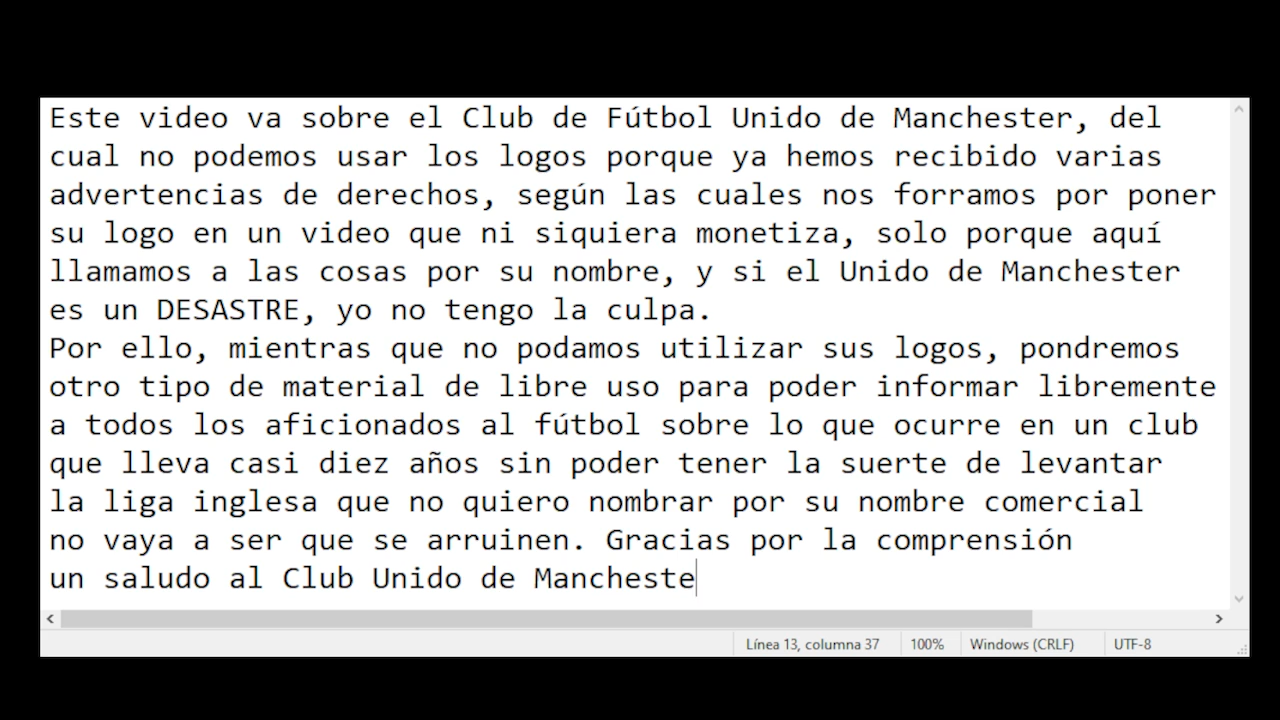 Este video va sobre el Club de Fútbol Unido de Manchester, del
cual no podemos usar los logos porque ya hemos recibido varias
advertencias de derechos, según las cuales nos forramos por poner
su logo en un video que ni siquiera monetiza, solo porque aquí
llamamos a las cosas por su nombre, y si el Unido de Manchester
es un DESASTRE, yo no tengo la culpa.
Por ello, mientras que no podamos utilizar sus logos, pondremos
otro tipo de material de libre uso para poder informar libremente
a todos los aficionados al fútbol sobre lo que ocurre en un club
que lleva casi diez años sin poder tener la suerte de levantar
la liga inglesa que no quiero nombrar por su nombre comercial
no vaya a ser que se arruinen. Gracias por la comprensión
un saludo al Club Unido de Mancheste
Línea 13, columna 37 100% Windows (CRLF) UTF-8